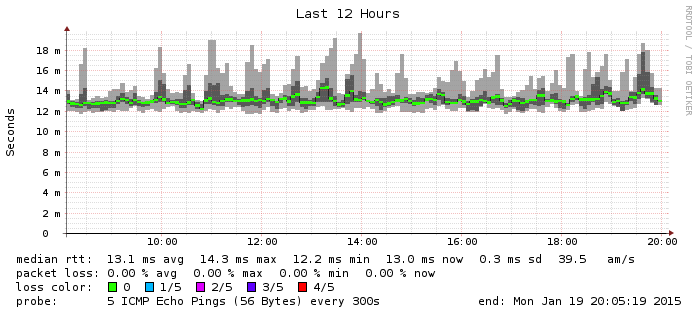 Last 12 Hours
RRDTOOL / TOBI OETIKER
Seconds
18 m
16 m
14 m
12 m
10 m
8 m
6 m
4 m
2 m
0
10:00 12:00 14:00 16:00 18:00 20:00
median rtt: 13.1 ms avg 14.3 ms max 12.2 ms min 13.0 ms now 0.3 ms sd 39.5 am/s
packet loss: 0.00 % avg 0.00 % max 0.00 % min 0.00 % now
loss color: 0 1/5 2/5 3/5 4/5
probe: 5 ICMP Echo Pings (56 Bytes) every 300s end: Mon Jan 19 20:05:19 2015